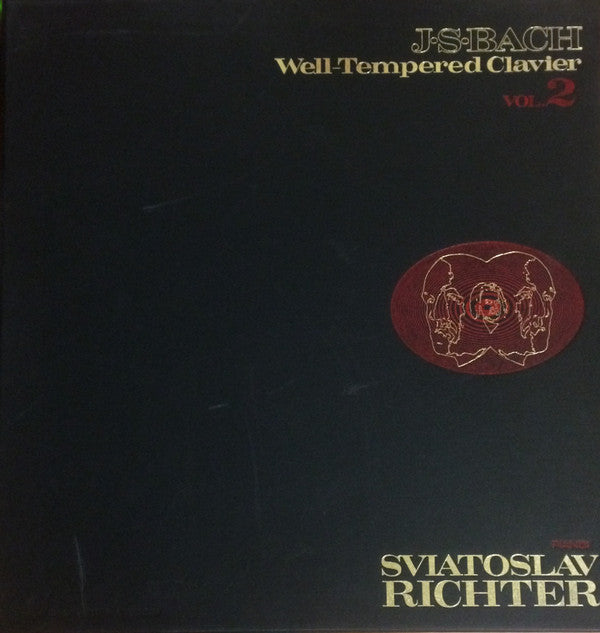 J·S·BACH
Well-Tempered Clavier
VOL.2
SVIATOSLAV
RICHTER